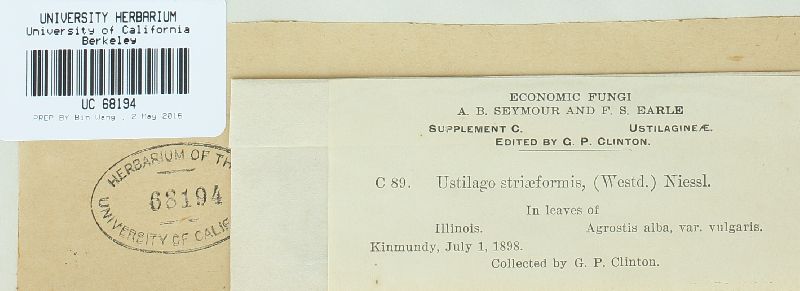 UNIVERSITY HERBARIUM
University of California
Berkeley
UC 68194
PREP BY Bin Wang , 2 May 2016
HERBARIUM OF TH
68194
UNIVERSITY OF CALIF
ECONOMIC FUNGI
A. B. SEYMOUR AND F. S. EARLE
SUPPLEMENT C. USTILAGINEÆ.
EDITED BY G. P. CLINTON.
C 89. Ustilago striæformis, (Westd.) Niessl.
In leaves of
Illinois. Agrostis alba, var. vulgaris.
Kinmundy, July 1, 1898.
Collected by G. P. Clinton.